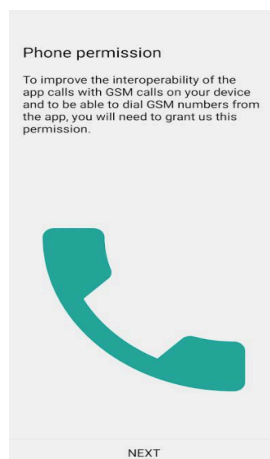 Phone permission
To improve the interoperability of the
app calls with GSM calls on your device
and to be able to dial GSM numbers from
the app, you will need to grant us this
permission.
NEXT